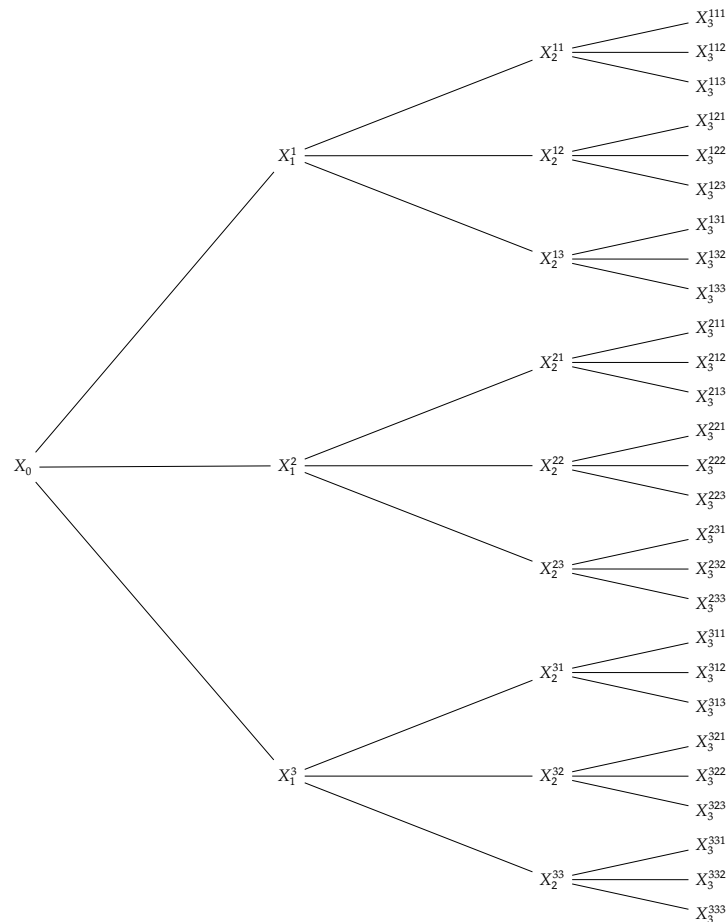 X_3^{111}
X_2^{11} X_3^{112}
X_3^{113}
X_3^{121}
X_1^1 X_2^{12} X_3^{122}
X_3^{123}
X_3^{131}
X_2^{13} X_3^{132}
X_3^{133}
X_3^{211}
X_2^{21} X_3^{212}
X_3^{213}
X_3^{221}
X_0 X_1^2 X_2^{22} X_3^{222}
X_3^{223}
X_3^{231}
X_2^{23} X_3^{232}
X_3^{233}
X_3^{311}
X_2^{31} X_3^{312}
X_3^{313}
X_3^{321}
X_1^3 X_2^{32} X_3^{322}
X_3^{323}
X_3^{331}
X_2^{33} X_3^{332}
X_3^{333}